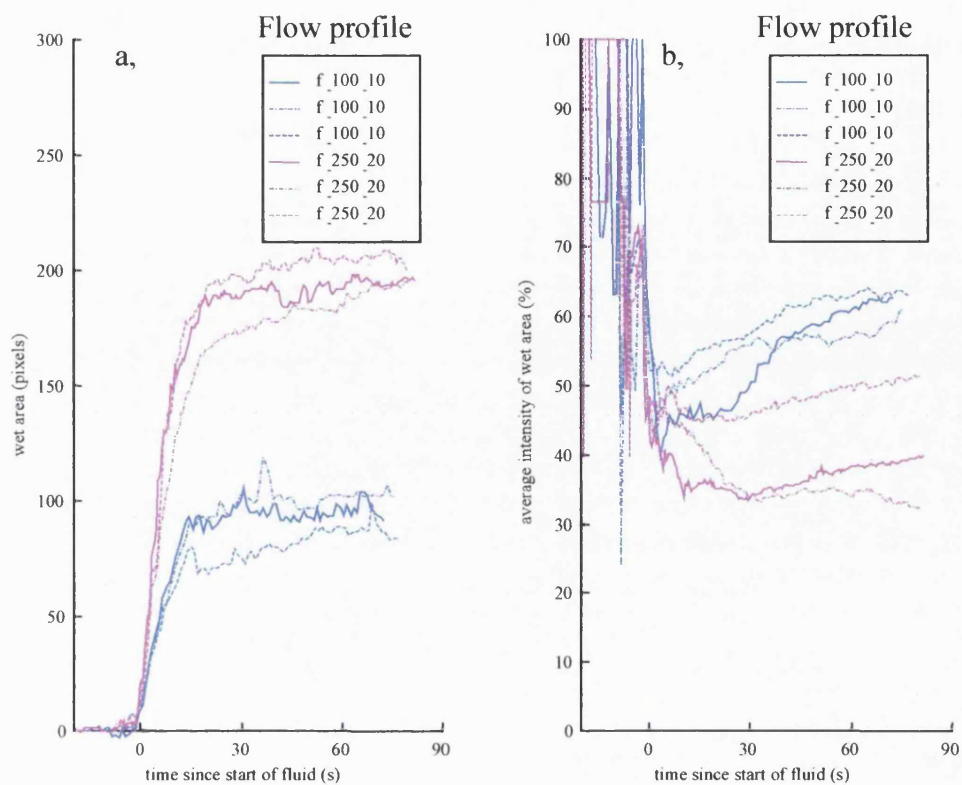 Flow profile
a,
f_100_10
f_100_10
f_100_10
f_250_20
f_250_20
f_250_20
300
250
200
150
100
50
0
wet area (pixels)
0 30 60 90
time since start of fluid (s)
Flow profile
b,
f_100_10
f_100_10
f_100_10
f_250_20
f_250_20
f_250_20
100
90
80
70
60
50
40
30
20
10
0
average intensity of wet area (%)
0 30 60 90
time since start of fluid (s)